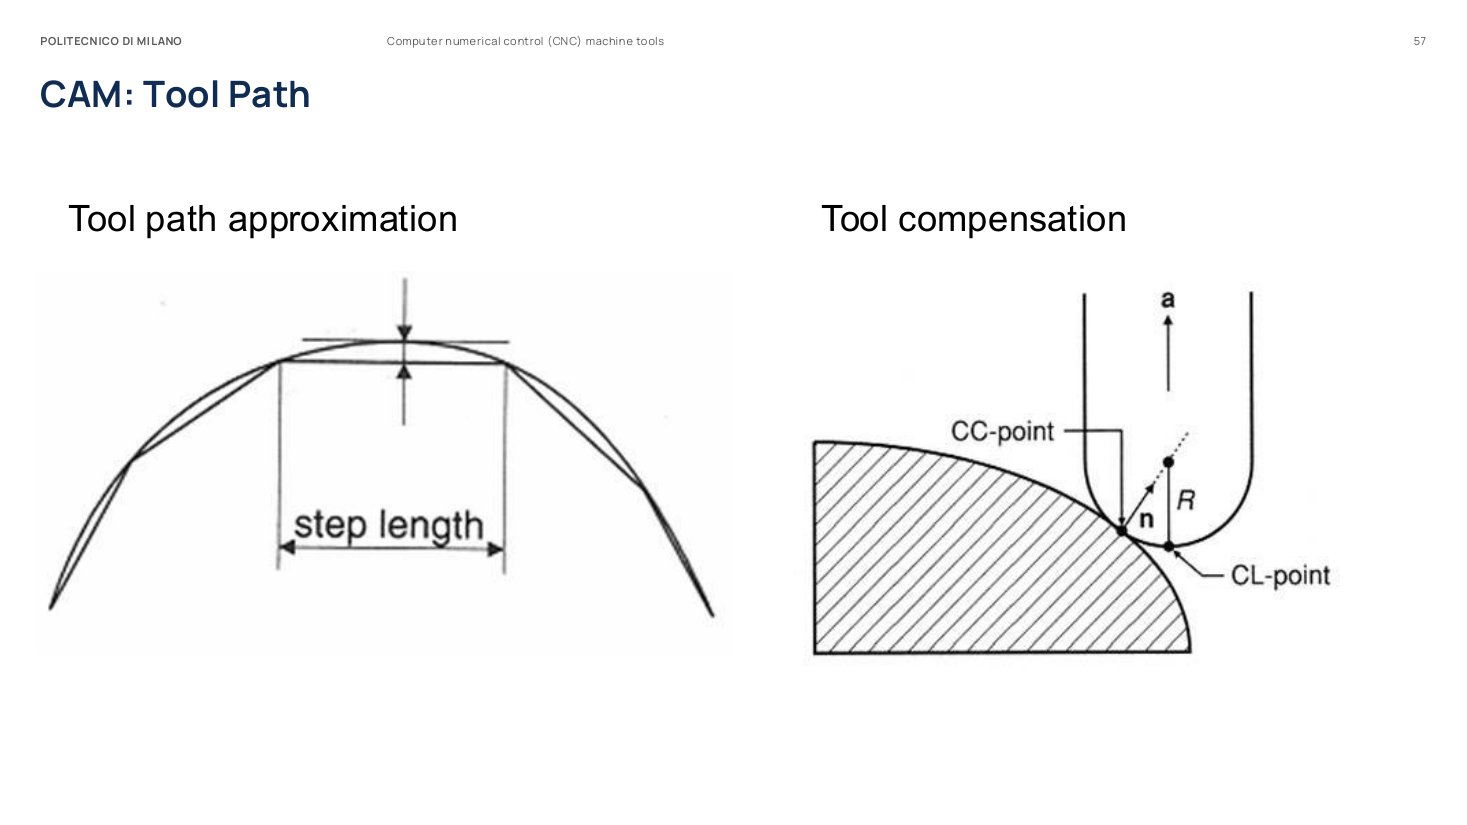 POLITECNICO DI MILANO
Computer numerical control (CNC) machine tools
57
CAM: Tool Path
Tool path approximation
Tool compensation
step length
a
CC-point
R
n
CL-point